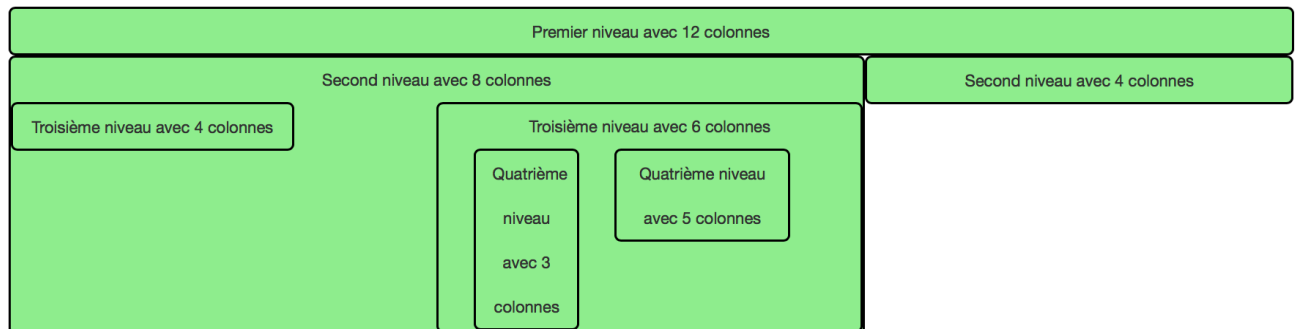 Premier niveau avec 12 colonnes
Second niveau avec 8 colonnes
Second niveau avec 4 colonnes
Troisième niveau avec 4 colonnes
Troisième niveau avec 6 colonnes
Quatrième
niveau
avec 3
colonnes
Quatrième niveau
avec 5 colonnes